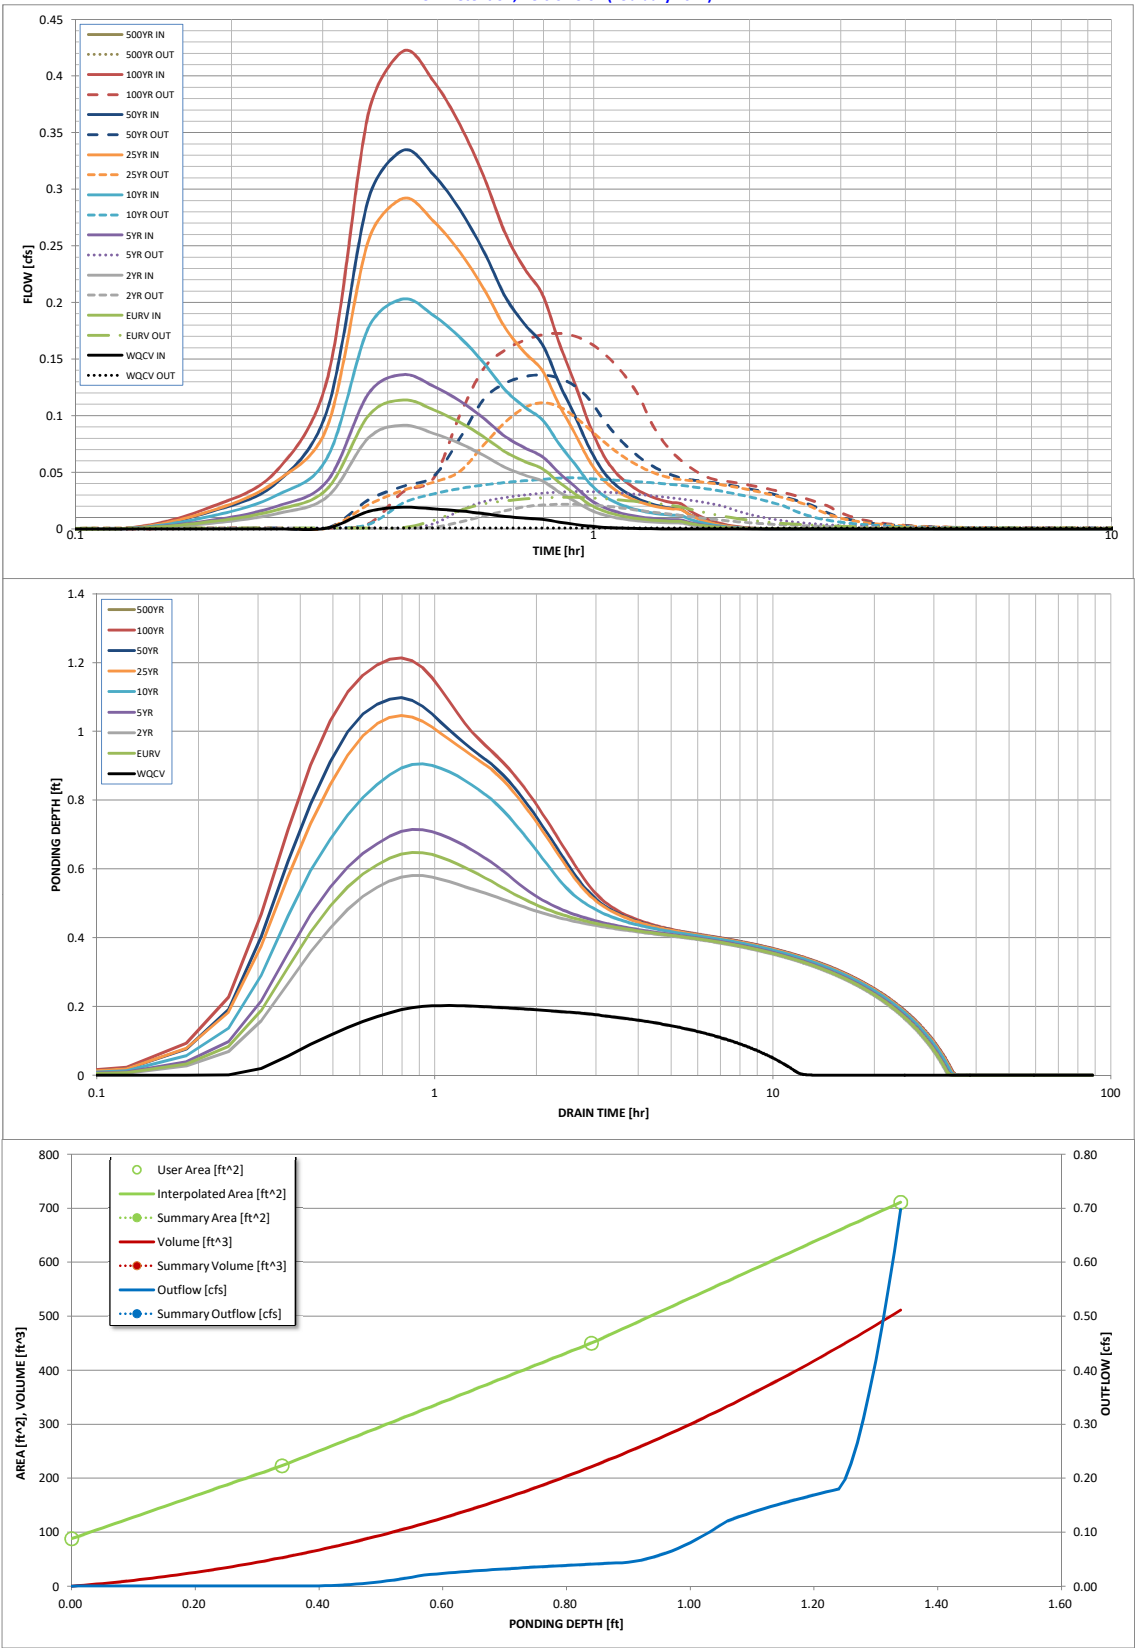 0.45
0.4
0.35
0.3
0.25
0.2
0.15
0.1
0.05
0
FLOW [cfs]
500YR IN
500YR OUT
100YR IN
100YR OUT
50YR IN
50YR OUT
25YR IN
25YR OUT
10YR IN
10YR OUT
5YR IN
5YR OUT
2YR IN
2YR OUT
EURV IN
EURV OUT
WQCV IN
WQCV OUT
0.1 1 10
TIME [hr]
1.4
1.2
1
0.8
0.6
0.4
0.2
0
PONDING DEPTH [ft]
500YR
100YR
50YR
25YR
10YR
5YR
2YR
EURV
WQCV
0.1 1 10 100
DRAIN TIME [hr]
800
700
600
500
400
300
200
100
0
AREA [ft^2], VOLUME [ft^3]
User Area [ft^2]
Interpolated Area [ft^2]
Summary Area [ft^2]
Volume [ft^3]
Summary Volume [ft^3]
Outflow [cfs]
Summary Outflow [cfs]
0.80
0.70
0.60
0.50
0.40
0.30
0.20
0.10
0.00
OUTFLOW [cfs]
0.00 0.20 0.40 0.60 0.80 1.00 1.20 1.40 1.60
PONDING DEPTH [ft]